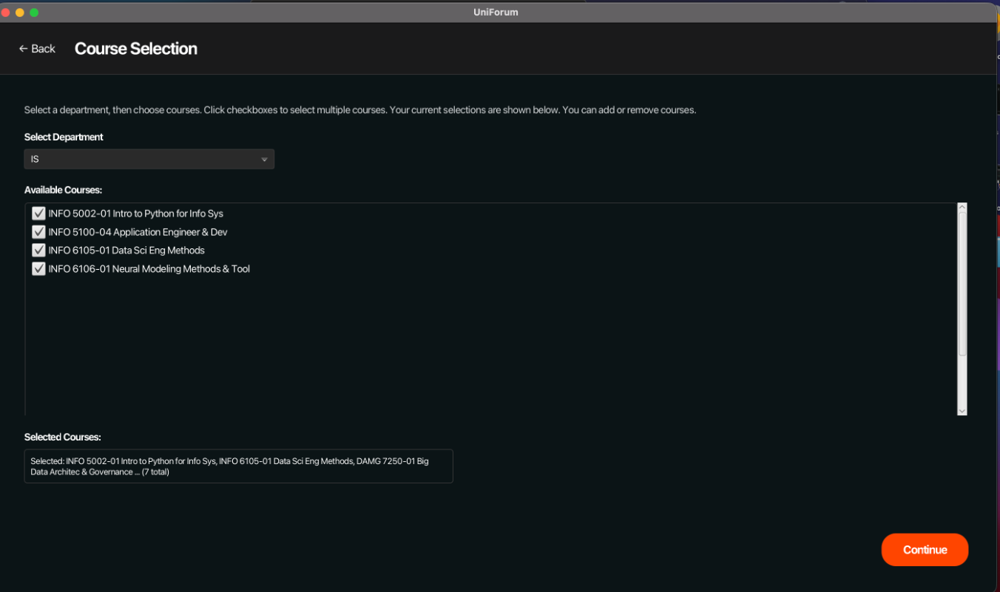 UniForum
← Back Course Selection
Select a department, then choose courses. Click checkboxes to select multiple courses. Your current selections are shown below. You can add or remove courses.
Select Department
IS
Available Courses:
INFO 5002-01 Intro to Python for Info Sys
INFO 5100-04 Application Engineer & Dev
INFO 6105-01 Data Sci Eng Methods
INFO 6106-01 Neural Modeling Methods & Tool
Selected Courses:
Selected: INFO 5002-01 Intro to Python for Info Sys, INFO 6105-01 Data Sci Eng Methods, DAMG 7250-01 Big
Data Architec & Governance ... (7 total)
Continue